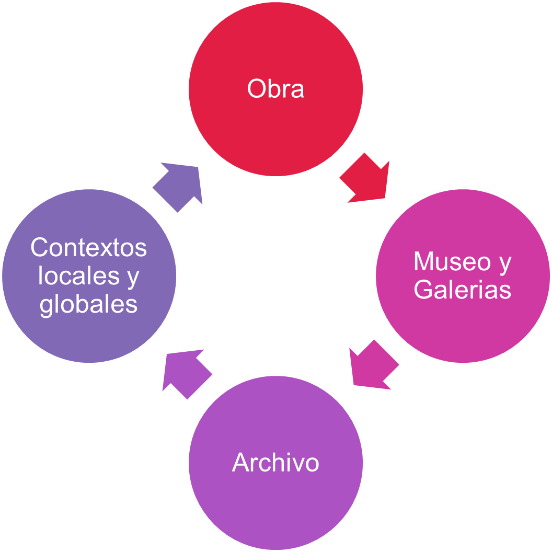 Obra
Museo y
Galerias
Archivo
Contextos
locales y
globales